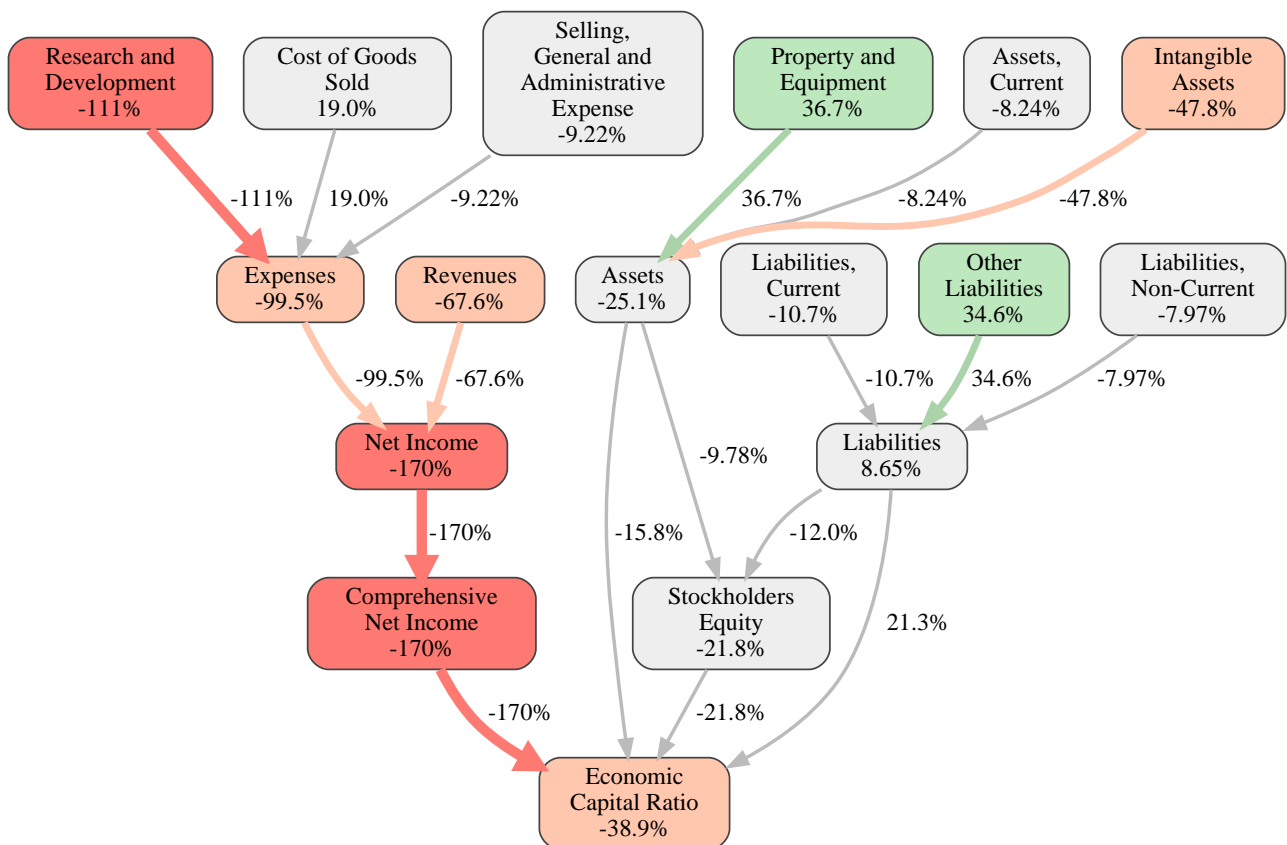 Research and
Development
-111%
Cost of Goods
Sold
19.0%
Selling,
General and
Administrative
Expense
-9.22%
Property and
Equipment
36.7%
Assets,
Current
-8.24%
Intangible
Assets
-47.8%
-111%
19.0%
-9.22%
36.7%
-8.24%
-47.8%
Expenses
-99.5%
Revenues
-67.6%
Assets
-25.1%
Liabilities,
Current
-10.7%
Other
Liabilities
34.6%
Liabilities,
Non-Current
-7.97%
-99.5%
-67.6%
-10.7%
34.6%
-7.97%
Net Income
-170%
-9.78%
Liabilities
8.65%
-170%
-15.8%
-12.0%
Comprehensive
Net Income
-170%
Stockholders
Equity
-21.8%
21.3%
-170%
-21.8%
Economic
Capital Ratio
-38.9%